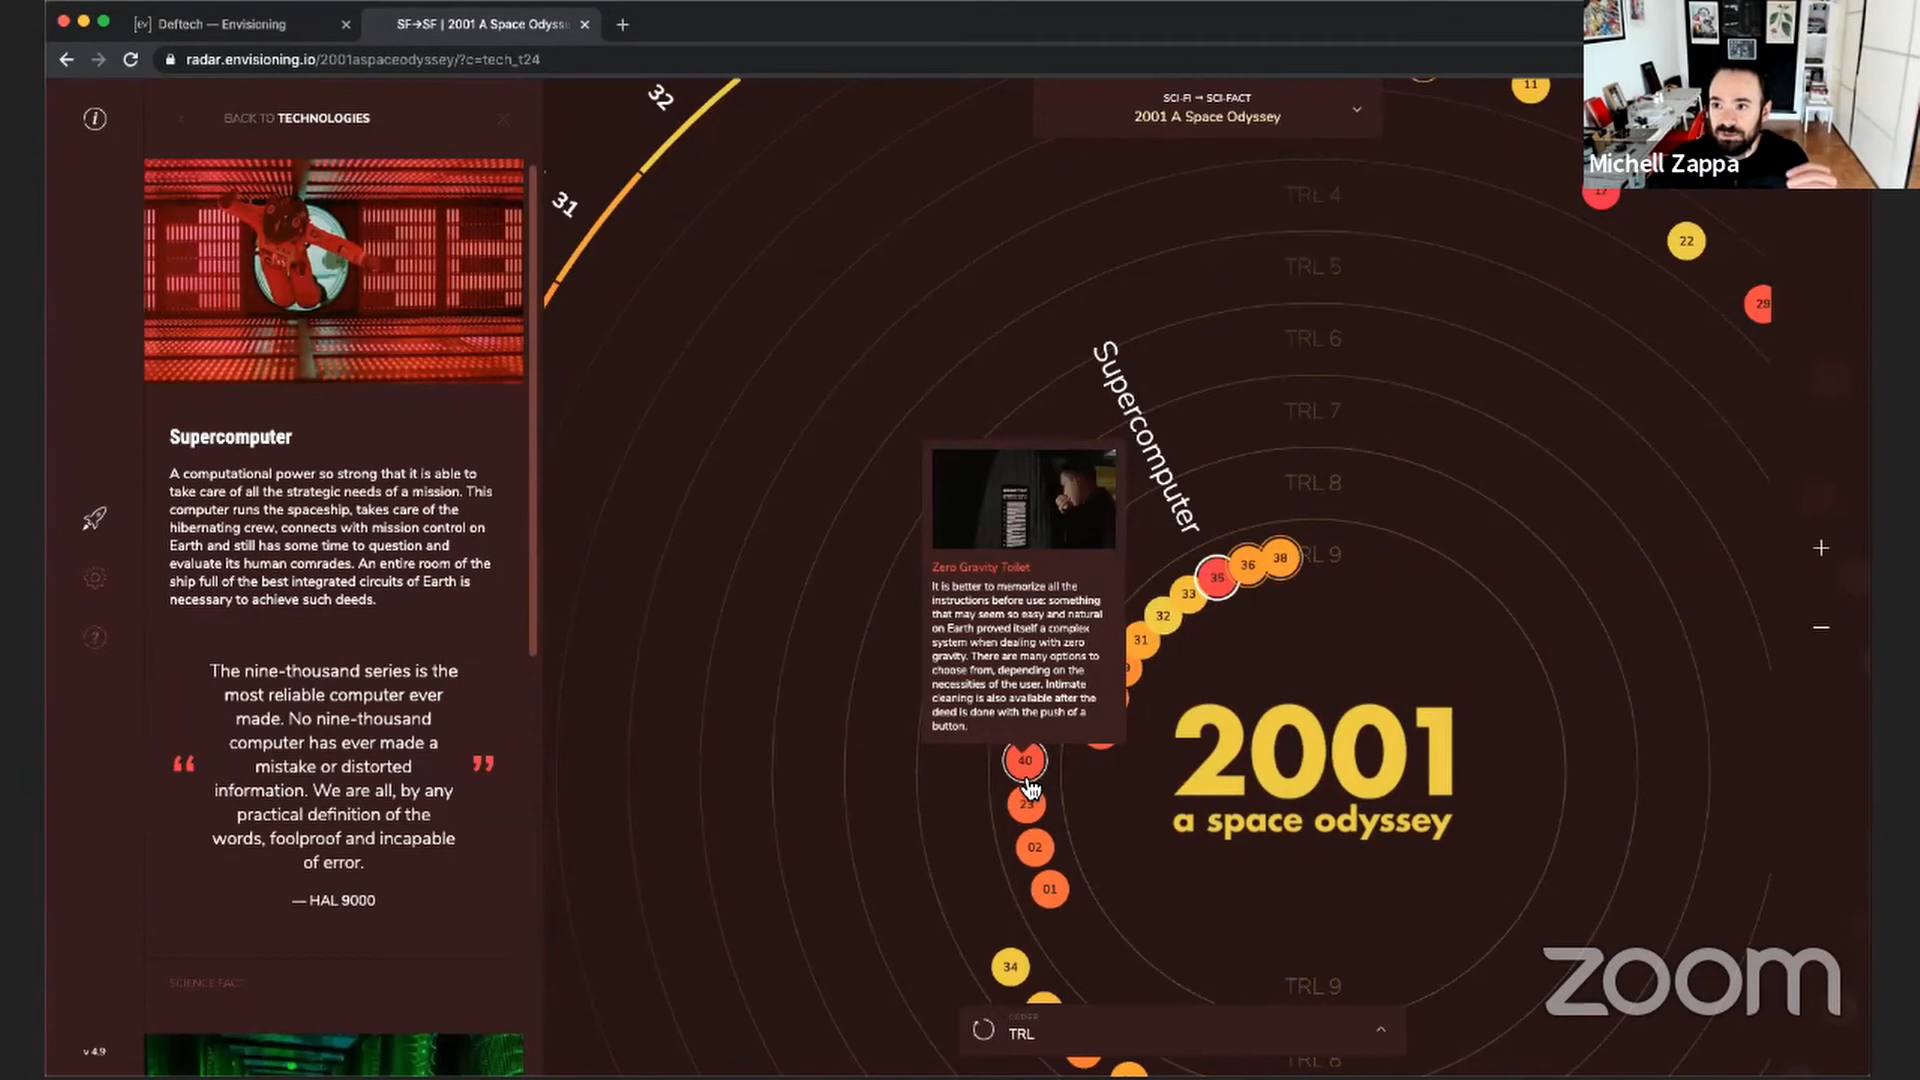 [ev] Deftech — Envisioning
SF→SF | 2001 A Space Odyss
radar.envisioning.io/2001aspaceodyssey/?c=tech_t24
BACK TO TECHNOLOGIES
Supercomputer
A computational power so strong that it is able to
take care of all the strategic needs of a mission. This
computer runs the spaceship, takes care of the
hibernating crew, connects with mission control on
Earth and still has some time to question and
evaluate its human comrades. An entire room of the
ship full of the best integrated circuits of Earth is
necessary to achieve such deeds.
“ The nine-thousand series is the
most reliable computer ever
made. No nine-thousand
computer has ever made a
mistake or distorted
information. We are all, by any
practical definition of the
words, foolproof and incapable
of error. ”
— HAL 9000
SCIENCE FACT
v 4.9
32
31
SCI-FI → SCI-FACT
2001 A Space Odyssey
11
Michell Zappa
17
22
29
TRL 4
TRL 5
TRL 6
TRL 7
TRL 8
RL 9
Supercomputer
Zero Gravity Toilet
It is better to memorize all the
instructions before use: something
that may seem so easy and natural
on Earth proved itself a complex
system when dealing with zero
gravity. There are many options to
choose from, depending on the
necessities of the user. Intimate
cleaning is also available after the
deed is done with the push of a
button.
38
36
35
33
32
31
40
23
02
01
34
2001
a space odyssey
TRL 9
ORDER
TRL
TRL 8
zoom